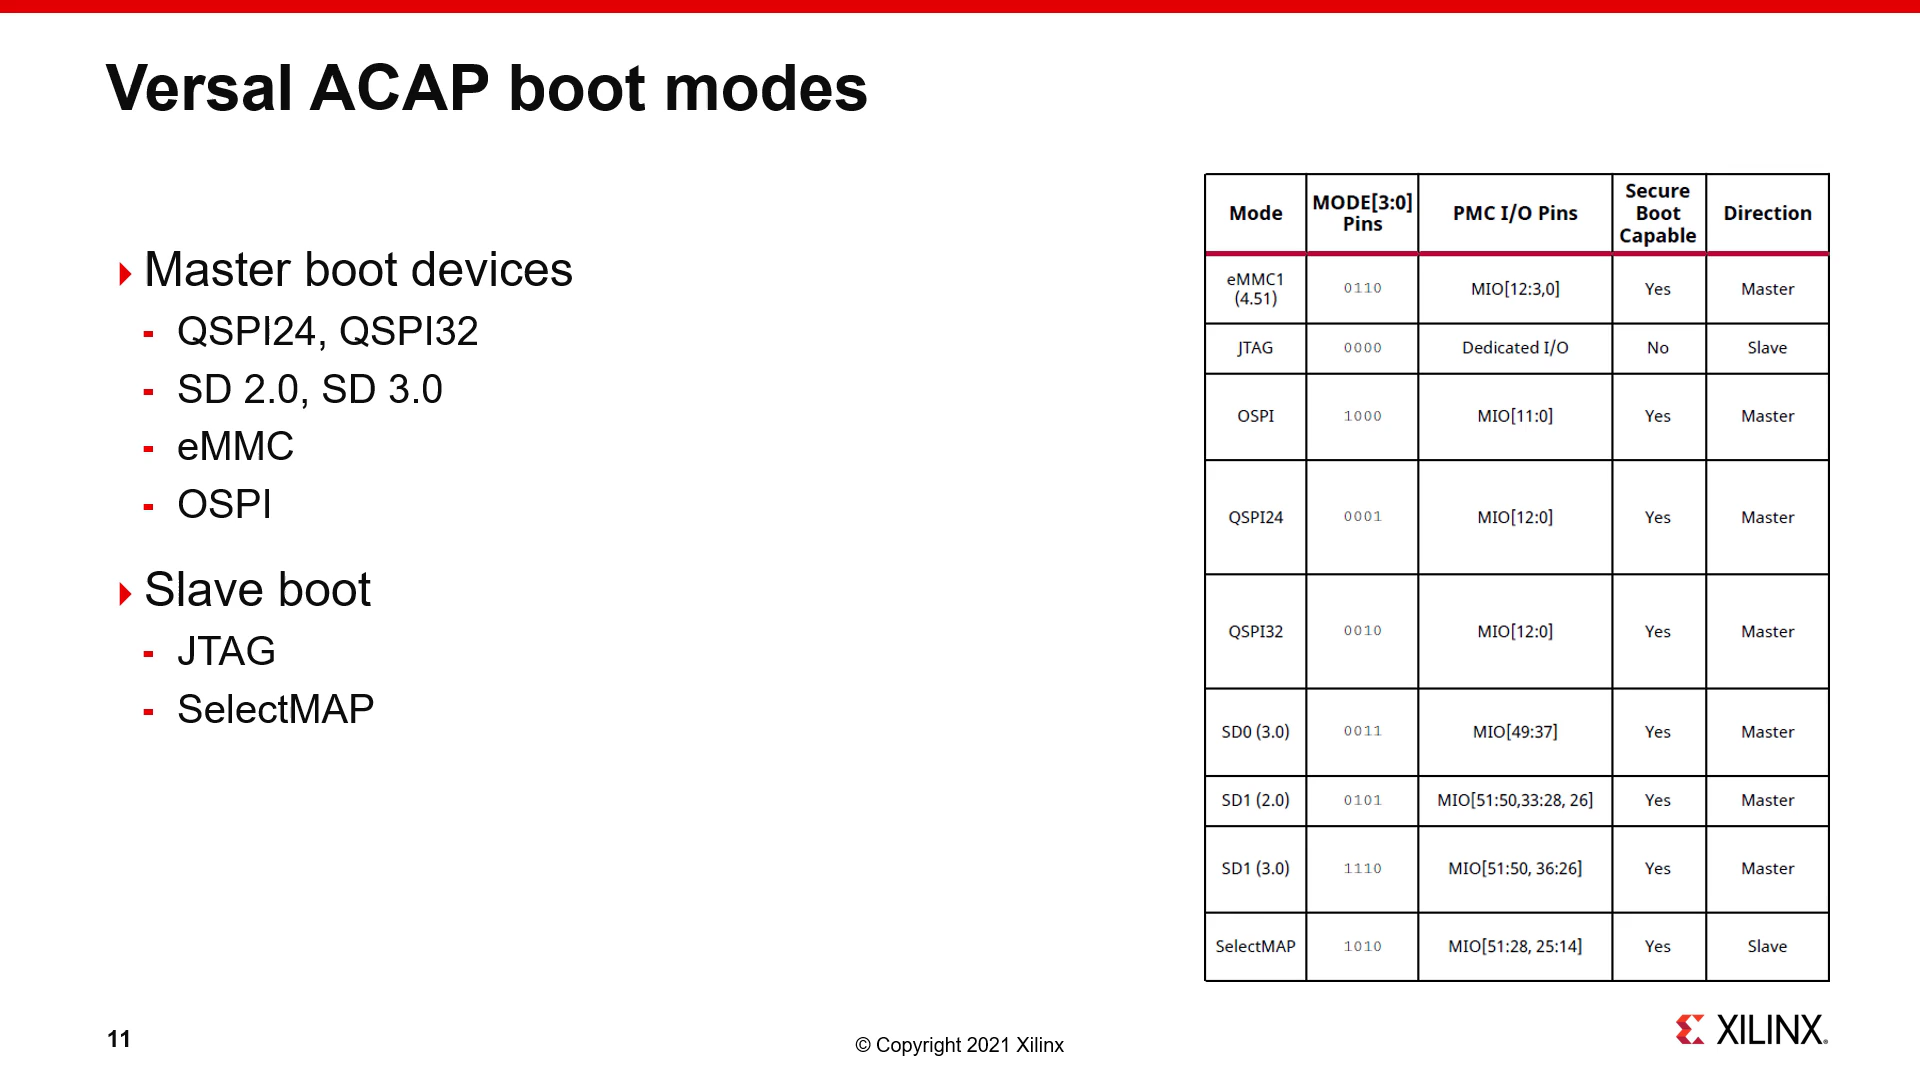 Versal ACAP boot modes
Master boot devices
- QSPI24, QSPI32
- SD 2.0, SD 3.0
- eMMC
- OSPI
Slave boot
- JTAG
- SelectMAP
Mode MODE[3:0] Pins PMC I/O Pins Secure Boot Capable Direction
eMMC1 (4.51) 0110 MIO[12:3,0] Yes Master
JTAG 0000 Dedicated I/O No Slave
OSPI 1000 MIO[11:0] Yes Master
QSPI24 0001 MIO[12:0] Yes Master
QSPI32 0010 MIO[12:0] Yes Master
SD0 (3.0) 0011 MIO[49:37] Yes Master
SD1 (2.0) 0101 MIO[51:50,33:28, 26] Yes Master
SD1 (3.0) 1110 MIO[51:50, 36:26] Yes Master
SelectMAP 1010 MIO[51:28, 25:14] Yes Slave
11
© Copyright 2021 Xilinx
XILINX.